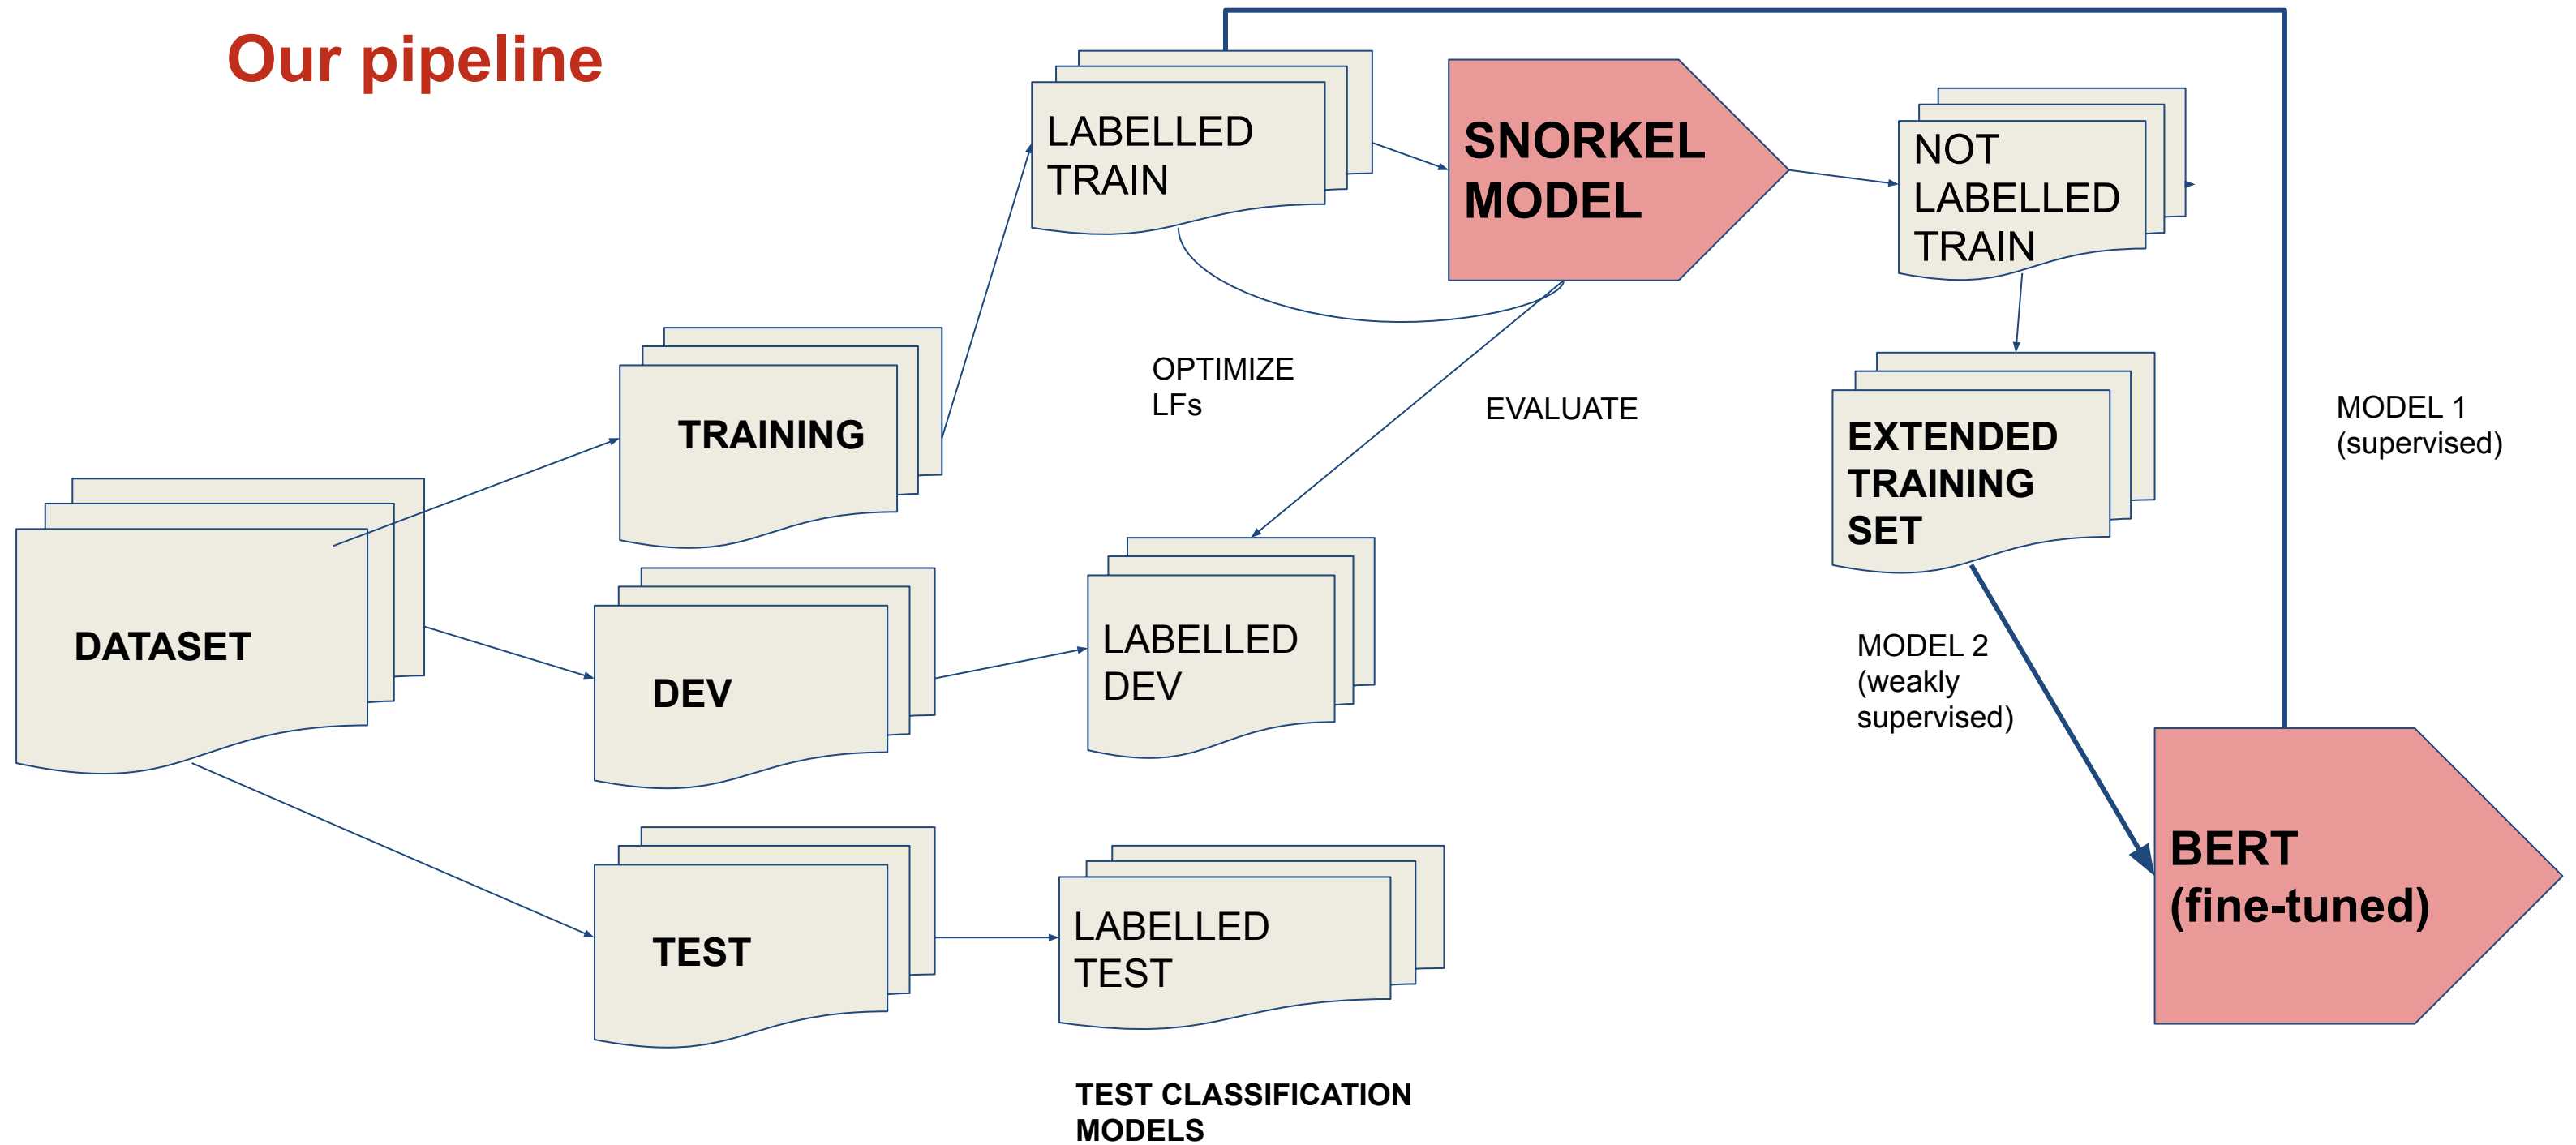 Our pipeline
LABELLED
TRAIN
SNORKEL
MODEL
NOT
LABELLED
TRAIN
OPTIMIZE
LFs
EVALUATE
MODEL 1
(supervised)
TRAINING
EXTENDED
TRAINING
SET
DATASET
DEV
LABELLED
DEV
MODEL 2
(weakly
supervised)
BERT
(fine-tuned)
TEST
LABELLED
TEST
TEST CLASSIFICATION
MODELS